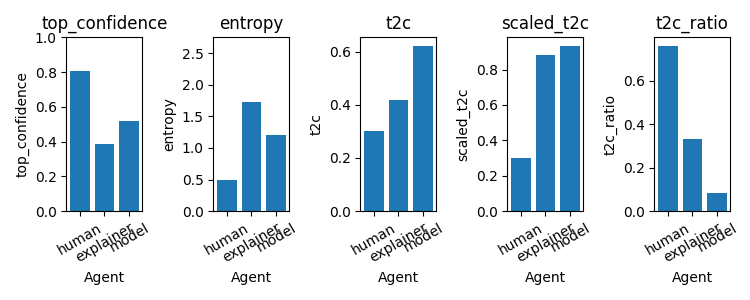 top_confidence
entropy
t2c
scaled_t2c
t2c_ratio
top_confidence
1.0
0.8
0.6
0.4
0.2
0.0
human
explainer
model
Agent
entropy
2.5
2.0
1.5
1.0
0.5
0.0
human
explainer
model
Agent
t2c
0.6
0.4
0.2
0.0
human
explainer
model
Agent
scaled_t2c
0.8
0.6
0.4
0.2
0.0
human
explainer
model
Agent
t2c_ratio
0.6
0.4
0.2
0.0
human
explainer
model
Agent